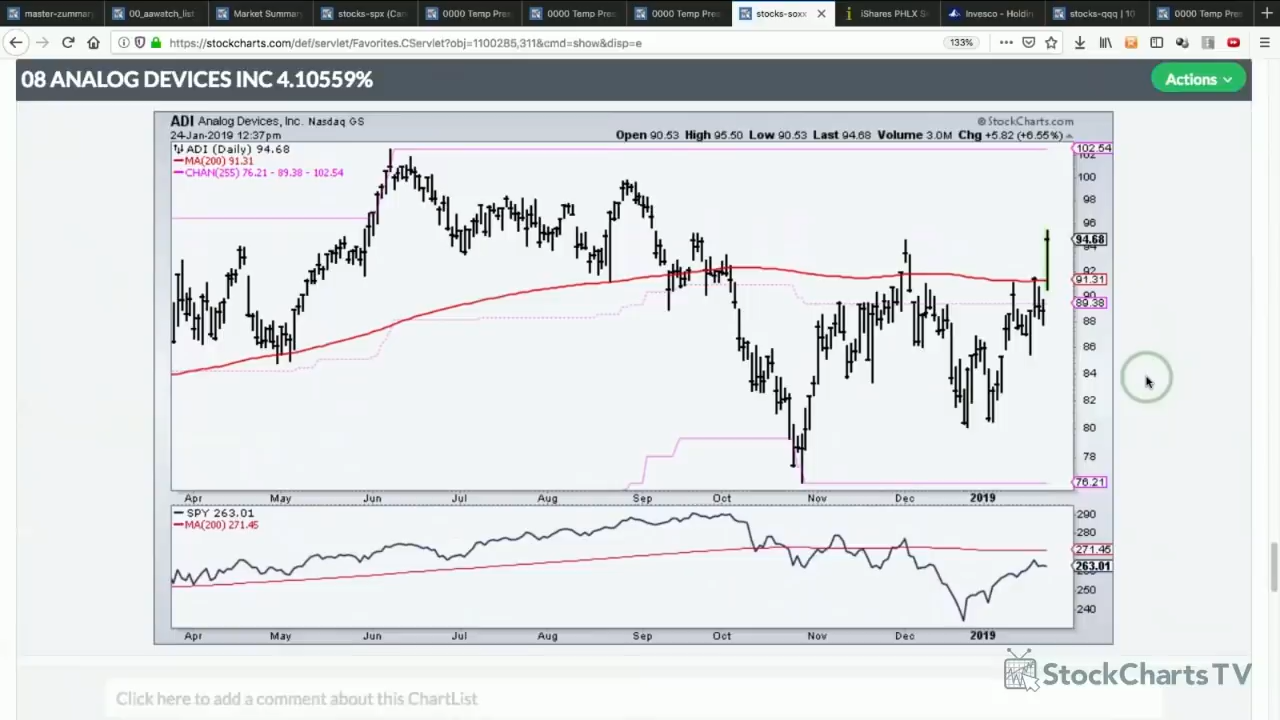 master-zummary
00_aawatch_list
Market Summary
stocks-spx (Can
0000 Temp Pres
0000 Temp Pres
0000 Temp Pres
stocks-soxx
iShares PHLX S
Invesco - Holdin
stocks-qqq | 10
0000 Temp Pres
https://stockcharts.com/def/servlet/Favorites.CServlet?obj=1100285,311&cmd=show&disp=e
133%
08 ANALOG DEVICES INC 4.10559%
Actions
ADI Analog Devices, Inc. Nasdaq GS
© StockCharts.com
24-Jan-2019 12:37pm
Open 90.53 High 95.50 Low 90.53 Last 94.68 Volume 3.0M Chg +5.82 (+6.55%)
ADI (Daily) 94.68
MA(200) 91.31
CHAN(255) 76.21 - 89.38 - 102.54
102.54
102
100
98
96
94.68
94
92
91.31
90
89.38
88
86
84
82
80
78
76.21
Apr May Jun Jul Aug Sep Oct Nov Dec 2019
SPY 263.01
MA(200) 271.45
290
280
271.45
263.01
250
240
Apr May Jun Jul Aug Sep Oct Nov Dec 2019
StockCharts TV
Click here to add a comment about this ChartList